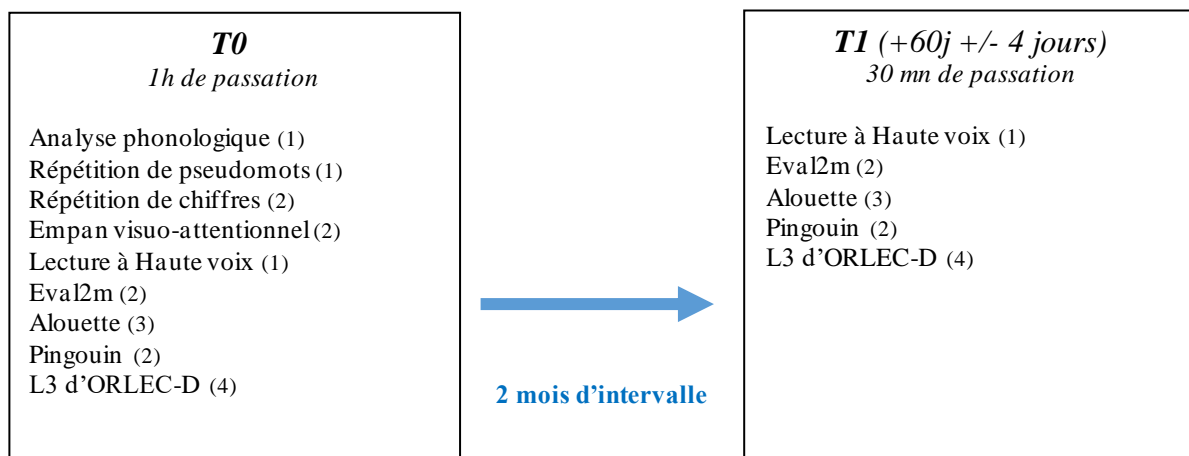 T0
1h de passation
Analyse phonologique (1)
Répétition de pseudomots (1)
Répétition de chiffres (2)
Empan visuo-attentionnel (2)
Lecture à Haute voix (1)
Eval2m (2)
Alouette (3)
Pingouin (2)
L3 d’ORLEC-D (4)
2 mois d’intervalle
T1 (+60j +/- 4 jours)
30 mn de passation
Lecture à Haute voix (1)
Eval2m (2)
Alouette (3)
Pingouin (2)
L3 d’ORLEC-D (4)